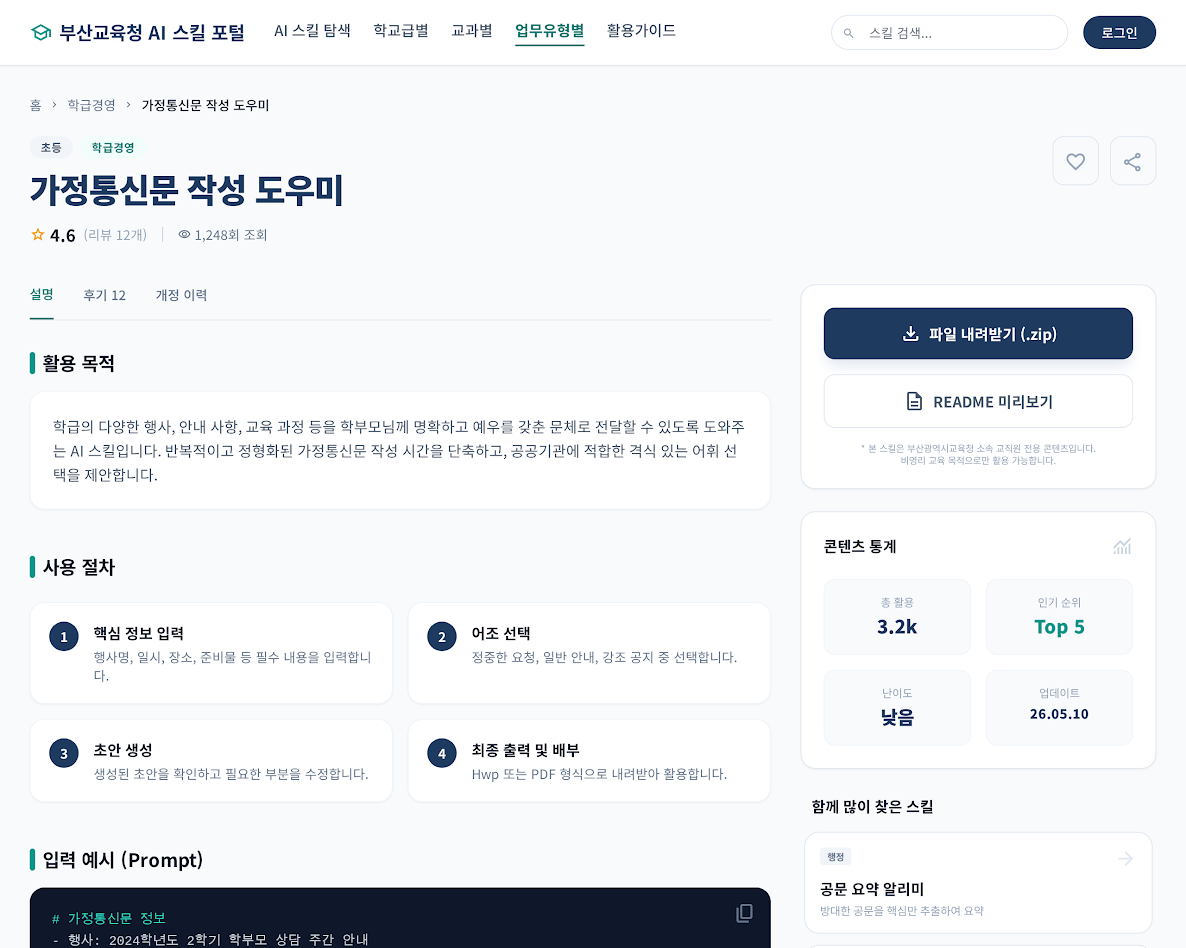 부산교육청 AI 스킬 포털
AI 스킬 탐색
학교급별
교과별
업무유형별
활용가이드
스킬 검색...
로그인
홈 › 학급경영 › 가정통신문 작성 도우미
초등
학급경영
가정통신문 작성 도우미
4.6 (리뷰 12개)
1,248회 조회
설명
후기 12
개정 이력
활용 목적
학급의 다양한 행사, 안내 사항, 교육 과정 등을 학부모님께 명확하고 예우를 갖춘 문체로 전달할 수 있도록 도와주
는 AI 스킬입니다. 반복적이고 정형화된 가정통신문 작성 시간을 단축하고, 공공기관에 적합한 격식 있는 어휘 선
택을 제안합니다.
사용 절차
1
핵심 정보 입력
행사명, 일시, 장소, 준비물 등 필수 내용을 입력합니
다.
2
어조 선택
정중한 요청, 일반 안내, 강조 공지 중 선택합니다.
3
초안 생성
생성된 초안을 확인하고 필요한 부분을 수정합니다.
4
최종 출력 및 배부
Hwp 또는 PDF 형식으로 내려받아 활용합니다.
입력 예시 (Prompt)
# 가정통신문 정보
- 행사: 2024학년도 2학기 학부모 상담 주간 안내
파일 내려받기 (.zip)
README 미리보기
* 본 스킬은 부산광역시교육청 소속 교직원 전용 콘텐츠입니다.
비영리 교육 목적으로만 활용 가능합니다.
콘텐츠 통계
총 활용
3.2k
인기 순위
Top 5
난이도
낮음
업데이트
26.05.10
함께 많이 찾은 스킬
행정
공문 요약 알리미
방대한 공문을 핵심만 추출하여 요약